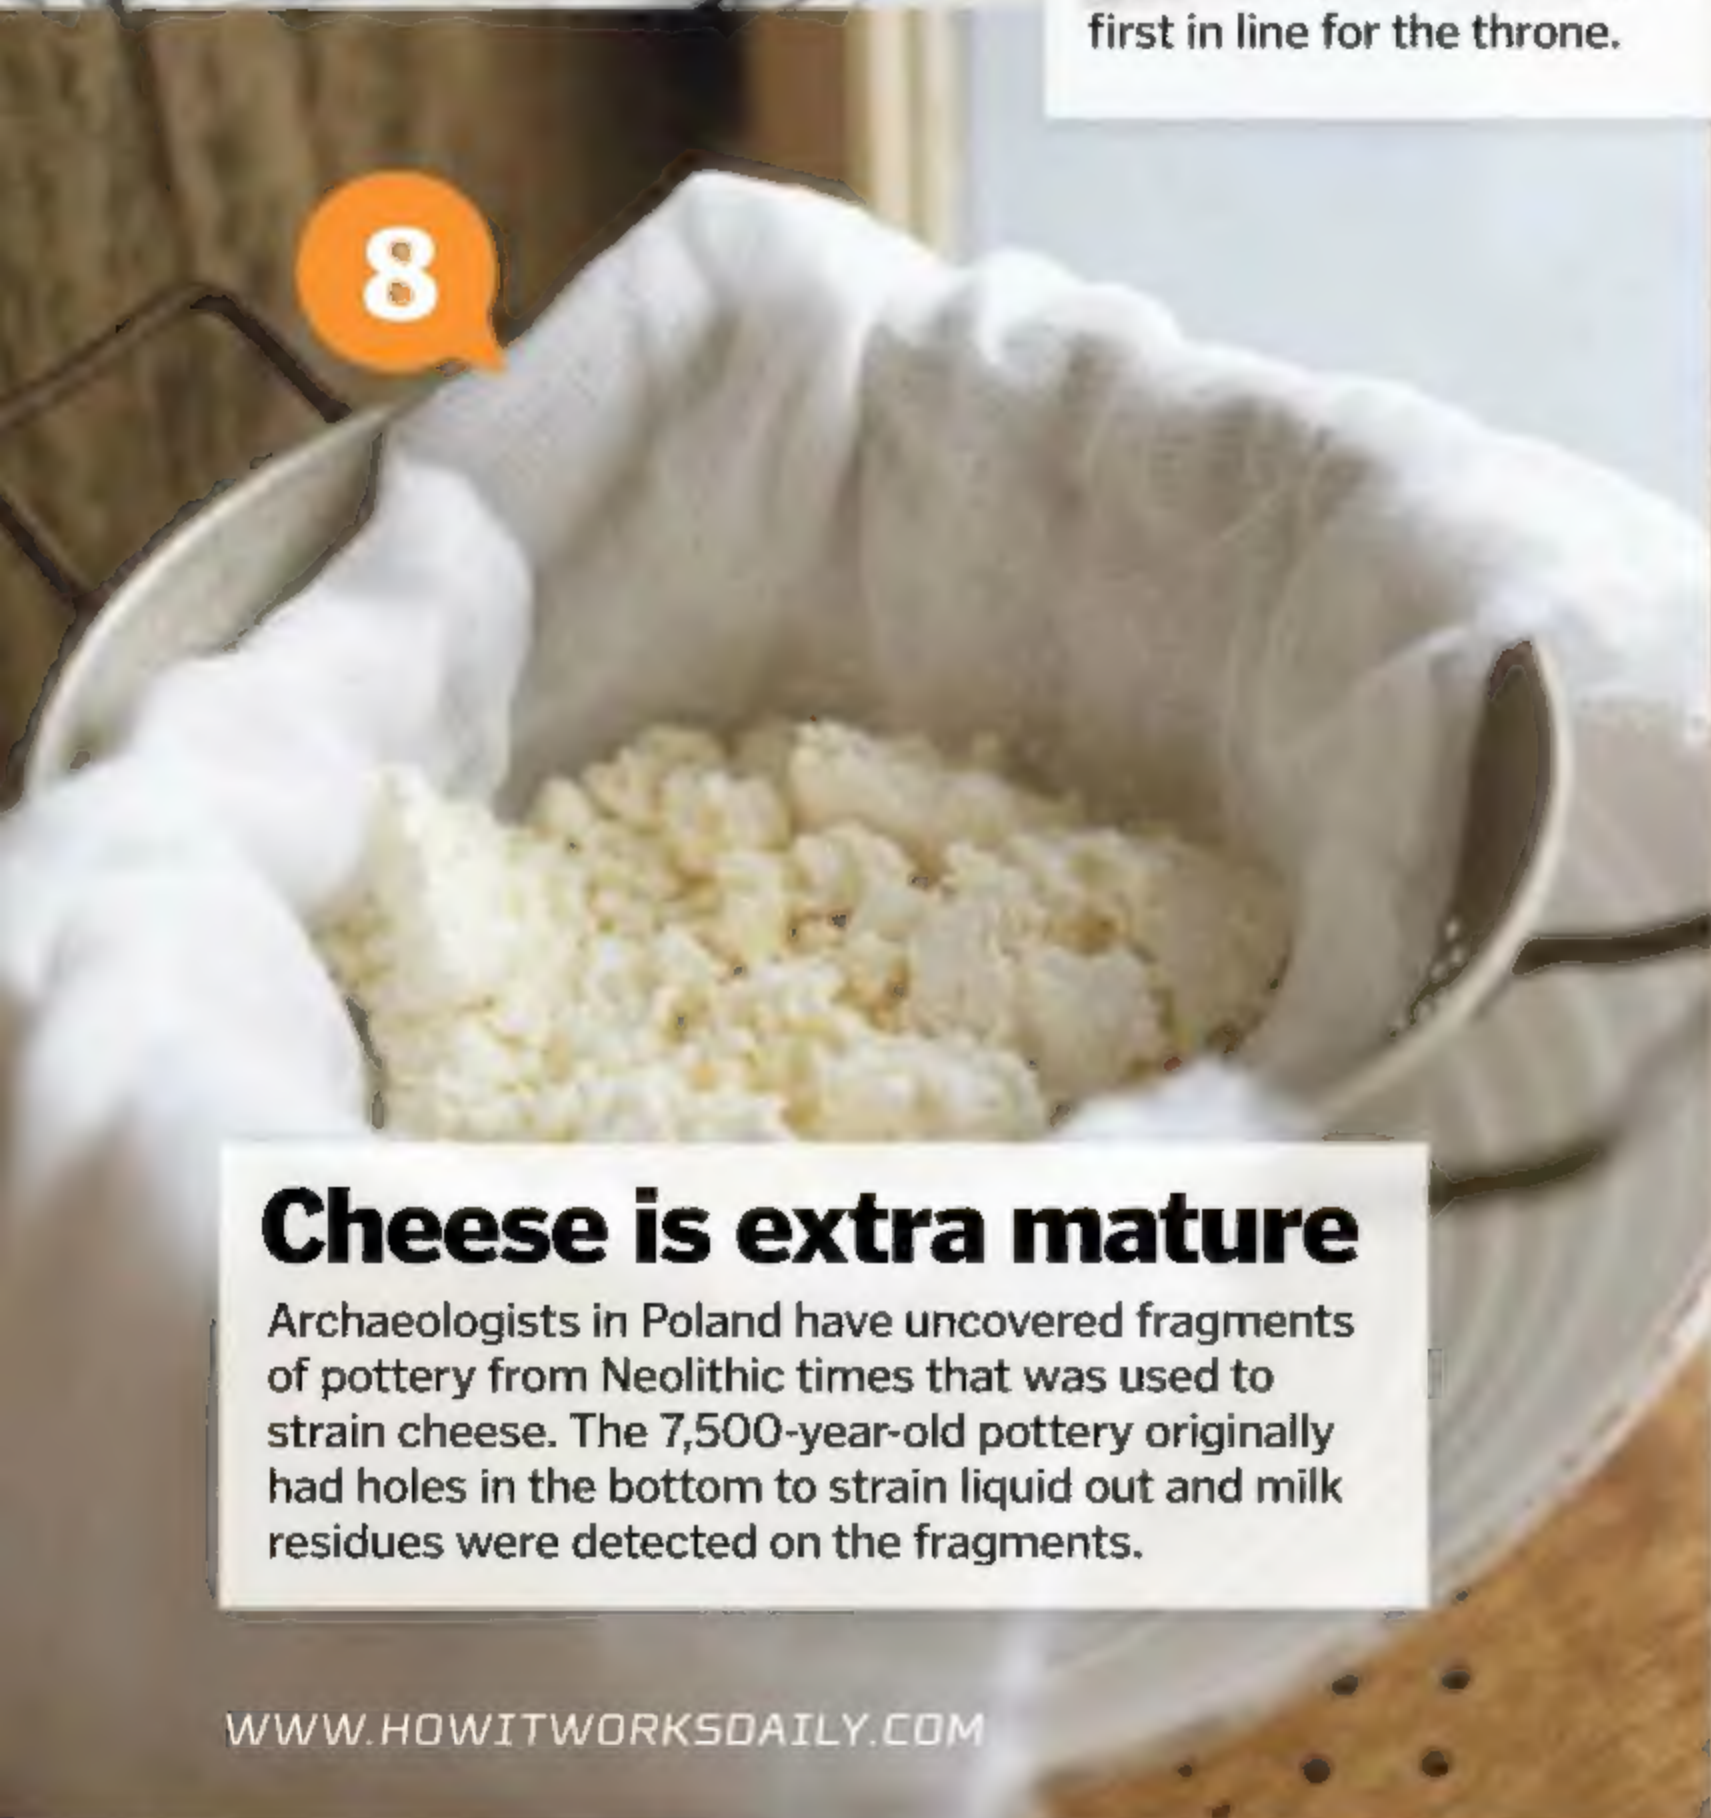 first in line for the throne.
8
Cheese is extra mature
Archaeologists in Poland have uncovered fragments
of pottery from Neolithic times that was used to
strain cheese. The 7,500-year-old pottery originally
had holes in the bottom to strain liquid out and milk
residues were detected on the fragments.
WWW.HOWITWORKSDAILY.COM